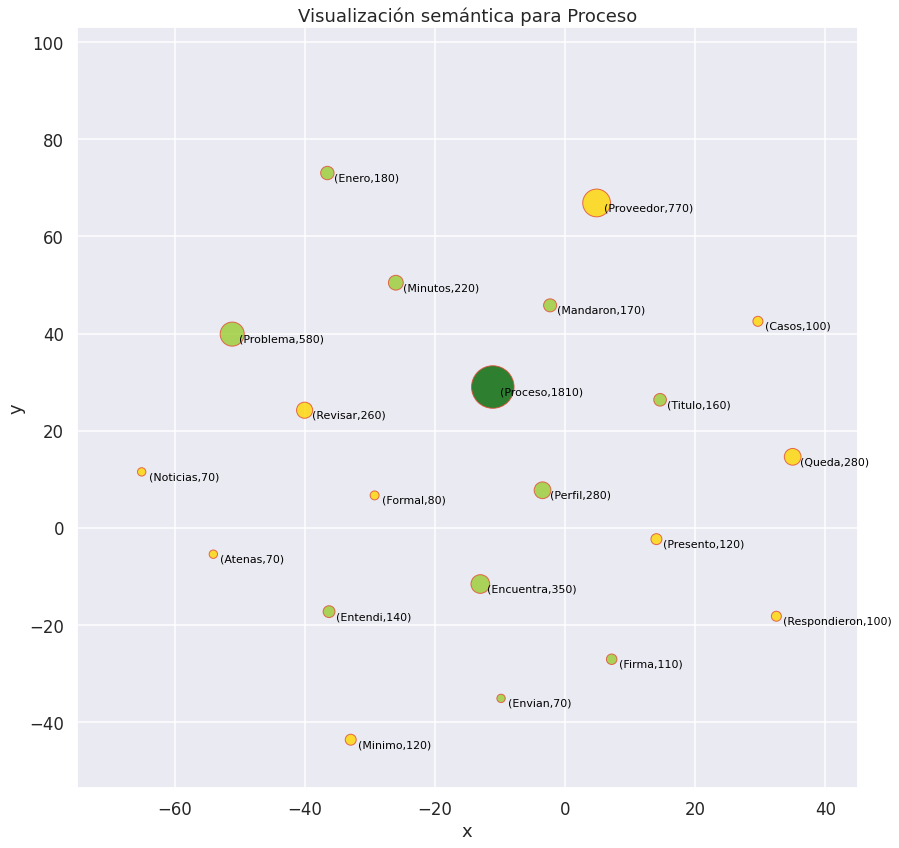 Visualización semántica para Proceso
100
80
60
40
20
0
−20
−40
y
(Enero,180)
(Proveedor,770)
(Minutos,220)
(Mandaron,170)
(Casos,100)
(Problema,580)
(Proceso,1810)
(Titulo,160)
(Revisar,260)
(Queda,280)
(Noticias,70)
(Formal,80)
(Perfil,280)
(Presento,120)
(Atenas,70)
(Encuentra,350)
(Entendi,140)
(Respondieron,100)
(Firma,110)
(Envian,70)
(Minimo,120)
−60
−40
−20
0
20
40
x